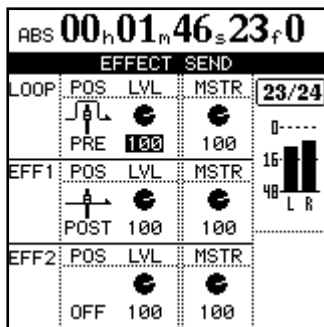 ABS 00h01m46s23f0
EFFECT SEND
LOOP POS LVL MSTR 23/24
PRE 100 100
0-----
16-
48-
L R
EFF1 POS LVL MSTR
POST 100 100
EFF2 POS LVL MSTR
OFF 100 100